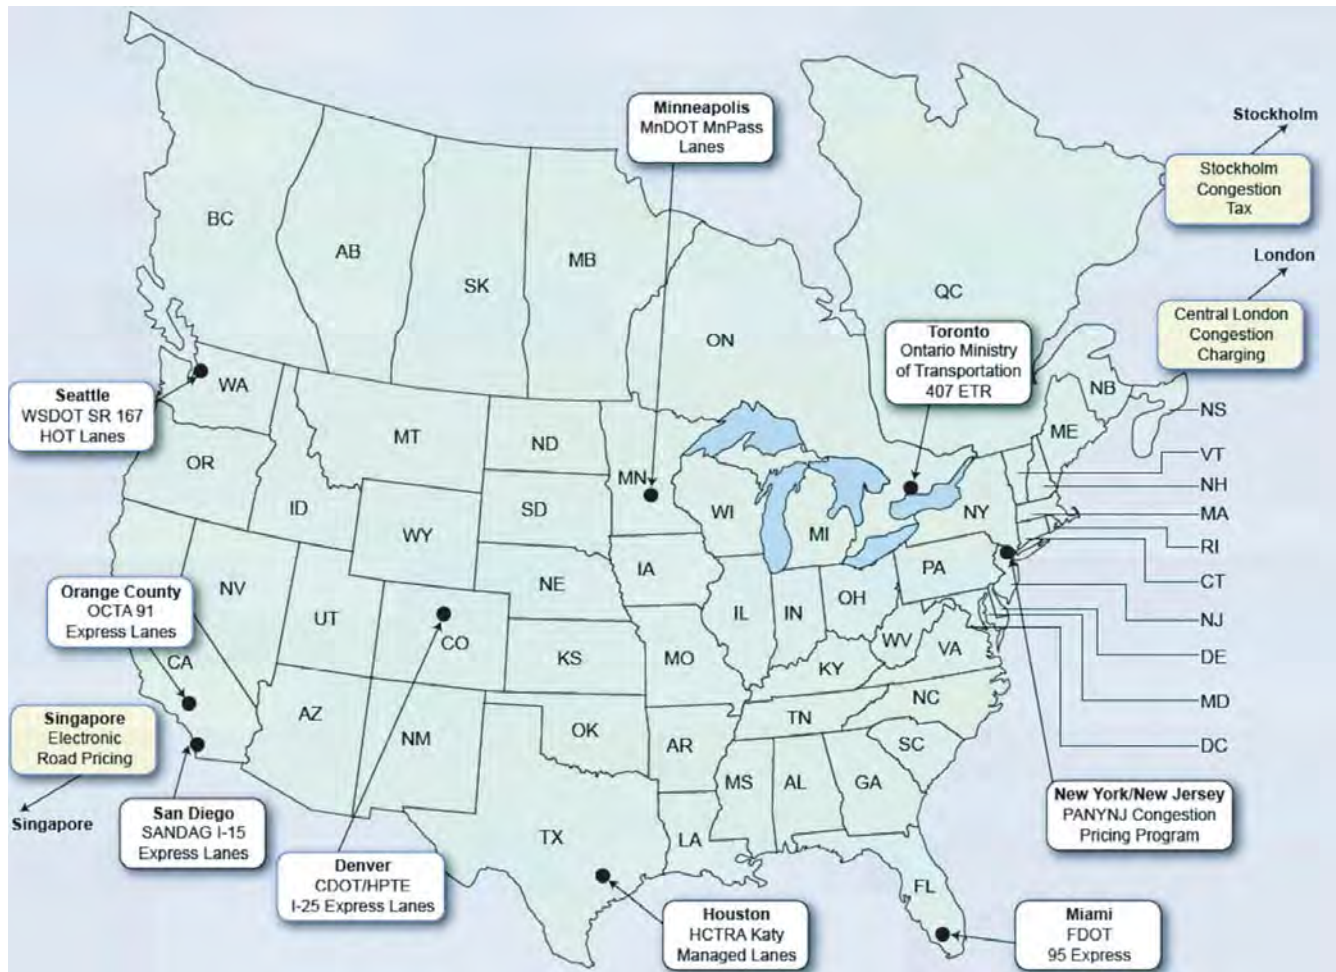 Minneapolis
MnDOT MnPass
Lanes
Stockholm
Stockholm
Congestion
Tax
London
Central London
Congestion
Charging
BC
AB
SK
MB
ON
QC
Toronto
Ontario Ministry
of Transportation
407 ETR
NB
NS
Seattle
WSDOT SR 167
HOT Lanes
WA
MT
ND
MN
ME
VT
NH
MA
RI
CT
NJ
DE
MD
DC
OR
ID
WY
SD
WI
MI
NY
PA
Orange County
OCTA 91
Express Lanes
NV
UT
CO
NE
IA
IL
IN
OH
WV
VA
CA
KS
MO
KY
Singapore
Electronic
Road Pricing
Singapore
AZ
NM
OK
AR
TN
NC
SC
MS
AL
GA
San Diego
SANDAG I-15
Express Lanes
Denver
CDOT/HPTE
I-25 Express Lanes
TX
LA
FL
Houston
HCTRA Katy
Managed Lanes
New York/New Jersey
PANYNJ Congestion
Pricing Program
Miami
FDOT
95 Express